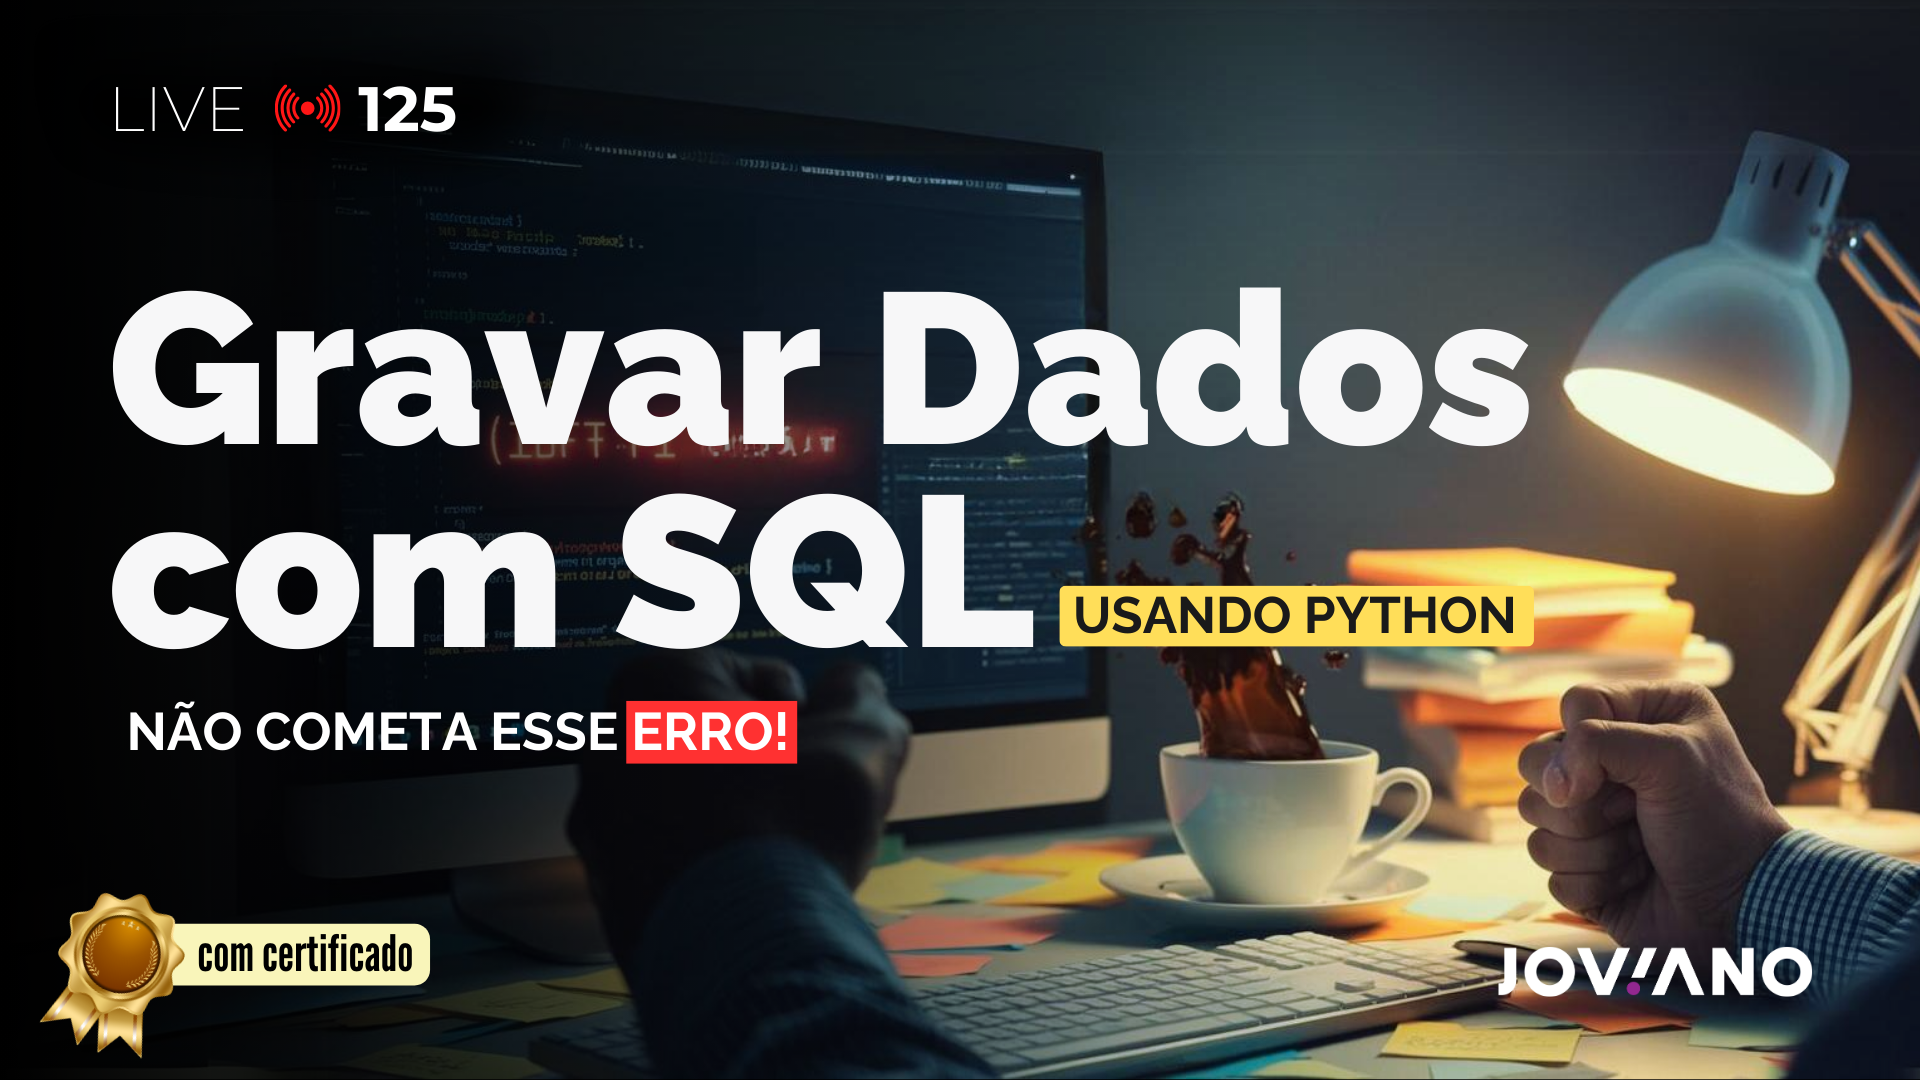 LIVE 125
Gravar Dados
com SQL
USANDO PYTHON
NÃO COMETA ESSE ERRO!
com certificado
JOVIANO